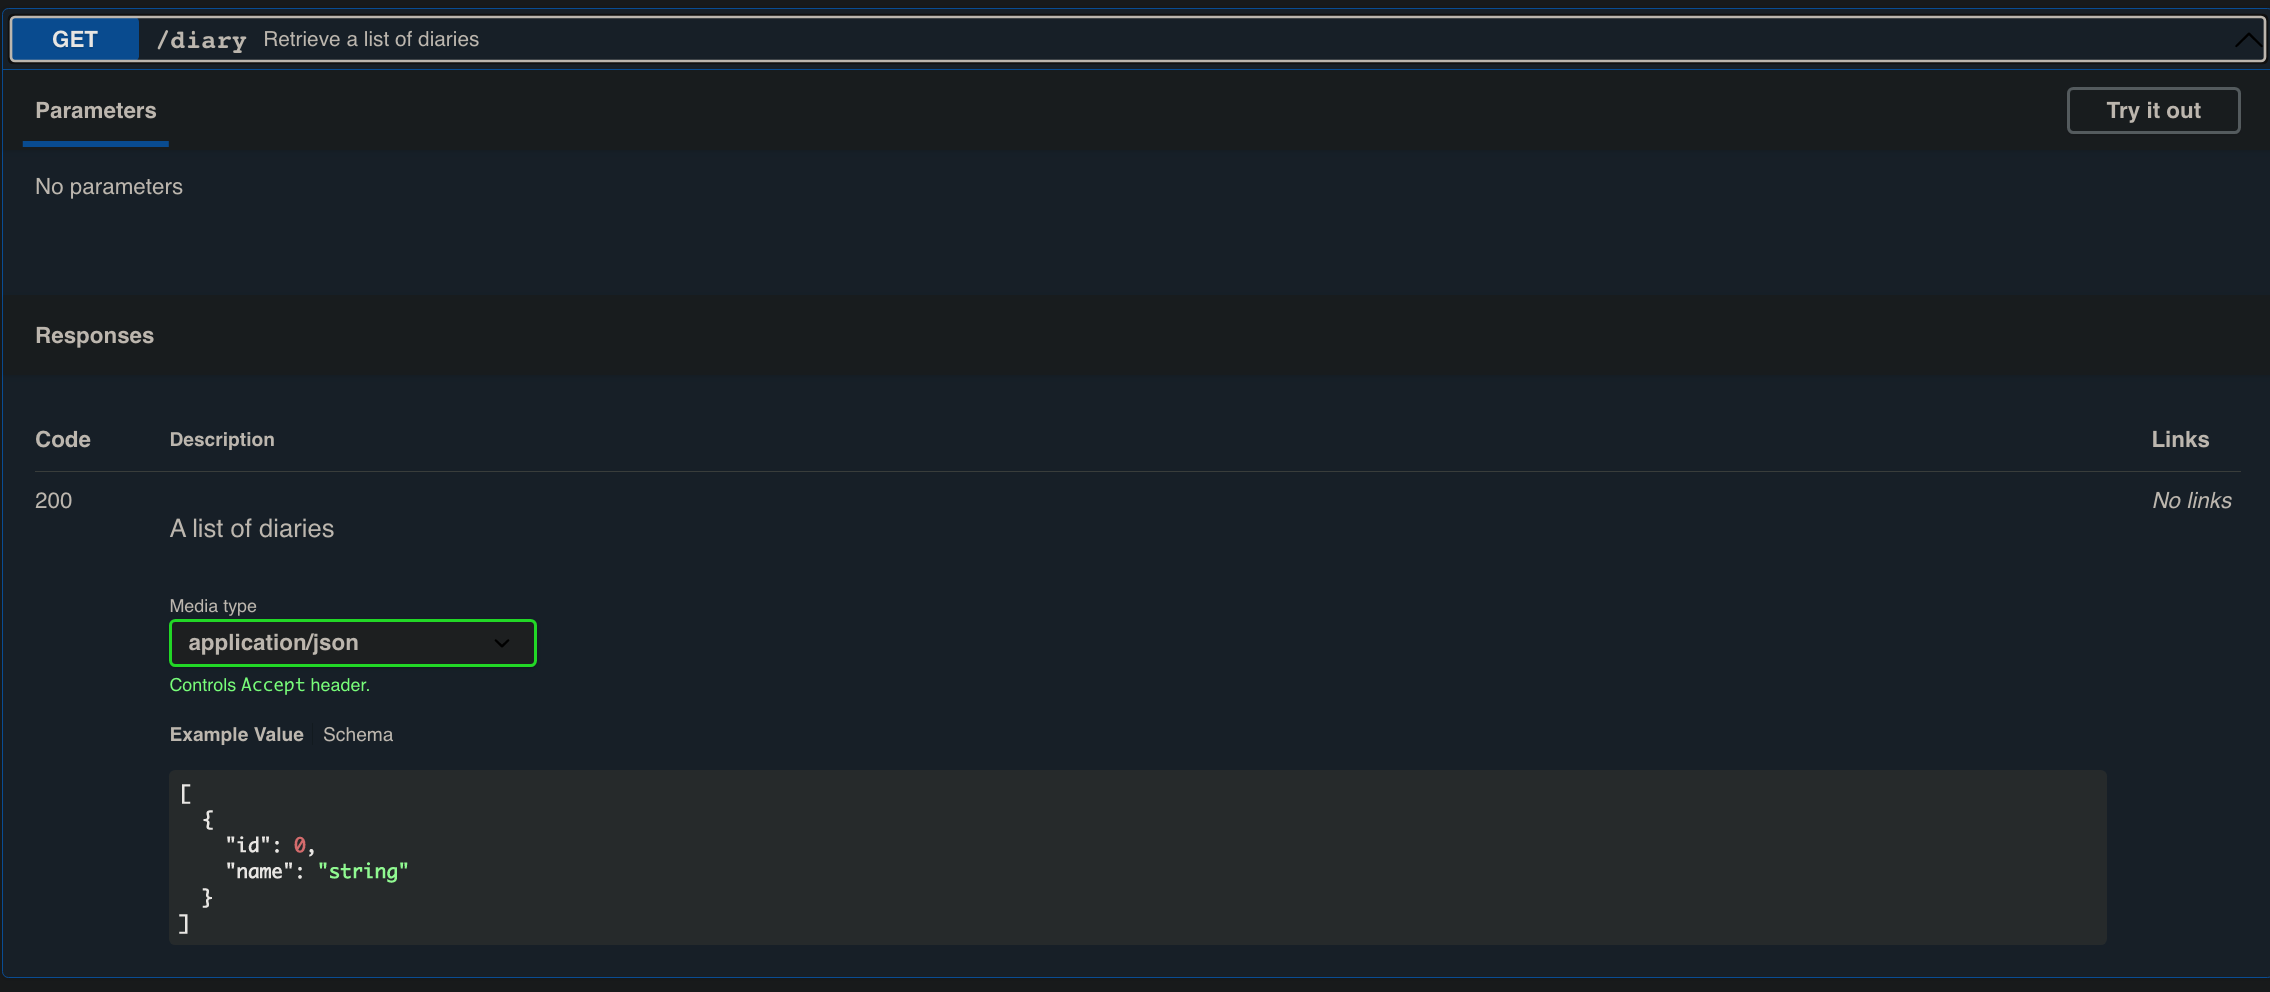 GET /diary Retrieve a list of diaries
Parameters
Try it out
No parameters
Responses
Code Description Links
200
No links
A list of diaries
Media type
application/json
Controls Accept header.
Example Value Schema
[
  {
    "id": 0,
    "name": "string"
  }
]